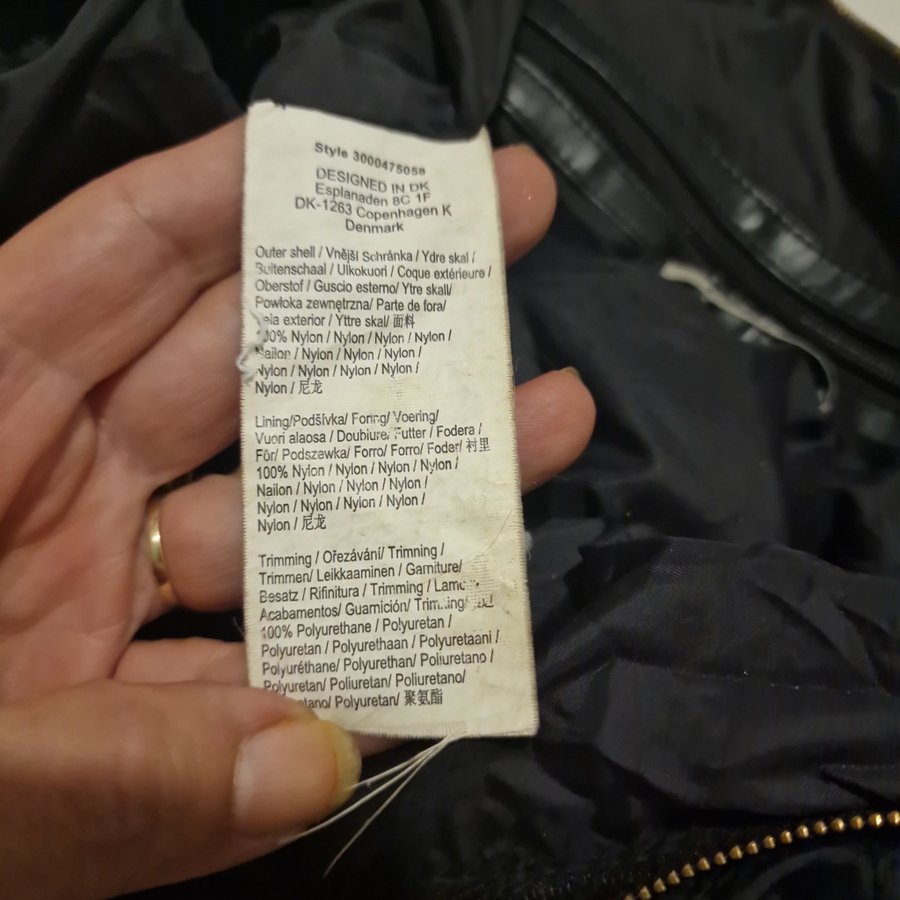 Style 3000475058
DESIGNED IN DK
Esplanaden 8C 1F
DK-1263 Copenhagen K
Denmark
Outer shell / Vnější Schránka / Ydre skal /
Buitenschaal / Ulkokuori / Coque extérieure /
Oberstof / Guscio esterno/ Ytre skall/
Powłoka zewnętrzna/ Parte de fora/
exterior / Yttre skal/ 面料
100% Nylon / Nylon / Nylon / Nylon /
Nailon / Nylon / Nylon / Nylon /
Nylon / Nylon / Nylon / Nylon /
Nylon / 尼龙
Lining/Podšívka/ Foring/ Voering/
Vuori alaosa / Doubiure/ Futter / Fodera /
Fôr/ Podszewka/ Forro/ Forro/ Foder/ 衬里
100% Nylon / Nylon / Nylon / Nylon /
Nailon / Nylon / Nylon / Nylon /
Nylon / Nylon / Nylon / Nylon /
Nylon / 尼龙
Trimming / Ořezávání/ Trimning /
Trimmen/ Leikkaaminen / Garniture/
Besatz / Rifinitura / Trimming /
Acabamentos/ Guarnición/
100% Polyurethane / Polyuretan /
Polyuretan / Polyurethaan / Polyuretaani /
Polyuréthane/ Polyurethan/ Poliuretano /
Polyuretan/ Poliuretan/ Poliuretano/
Polyuretan/ 聚氨酯